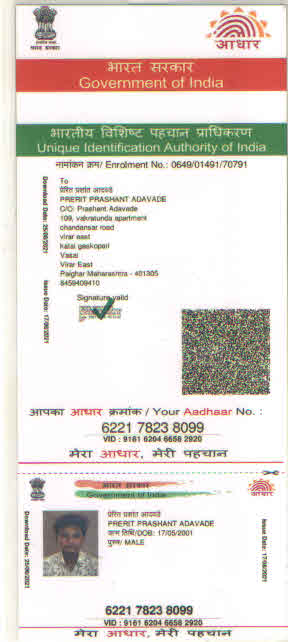 भारत सरकार
आधार
भारत सरकार
Government of India
भारतीय विशिष्ट पहचान प्राधिकरण
Unique Identification Authority of India
नामांकन क्रम/ Enrolment No.: 0649/01491/70791
Download Date: 25/06/2021
Issue Date: 17/06/2021
To
प्रेरित प्रशांत आदवडे
PRERIT PRASHANT ADAVADE
C/O: Prashant Adavade
109, vakratunda apartment
chandansar road
virar east
kalai gaokopari
Vasai
Virar East
Palghar Maharashtra - 401305
8459409410
Signature valid
आपका आधार क्रमांक / Your Aadhaar No. :
6221 7823 8099
VID : 9161 6204 6658 2920
मेरा आधार, मेरी पहचान
भारत सरकार
Government of India
आधार
Download Date: 25/06/2021
प्रेरित प्रशांत आदवडे
PRERIT PRASHANT ADAVADE
जन्म तिथि/DOB: 17/05/2001
पुरुष/ MALE
Issue Date: 17/06/2021
6221 7823 8099
VID : 9161 6204 6658 2920
मेरा आधार, मेरी पहचान